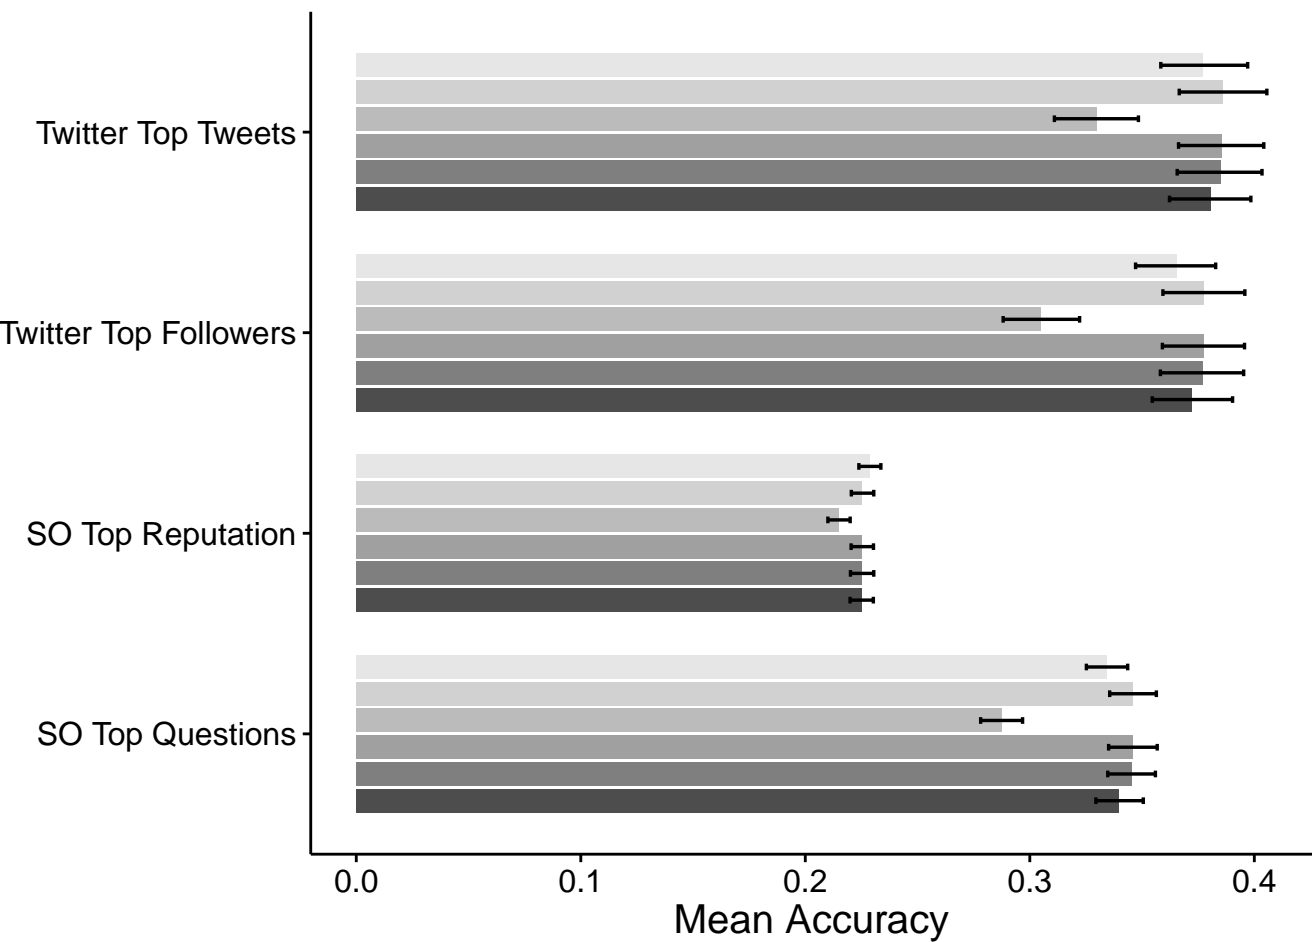 Twitter Top Tweets
Twitter Top Followers
SO Top Reputation
SO Top Questions
0.0 0.1 0.2 0.3 0.4
Mean Accuracy